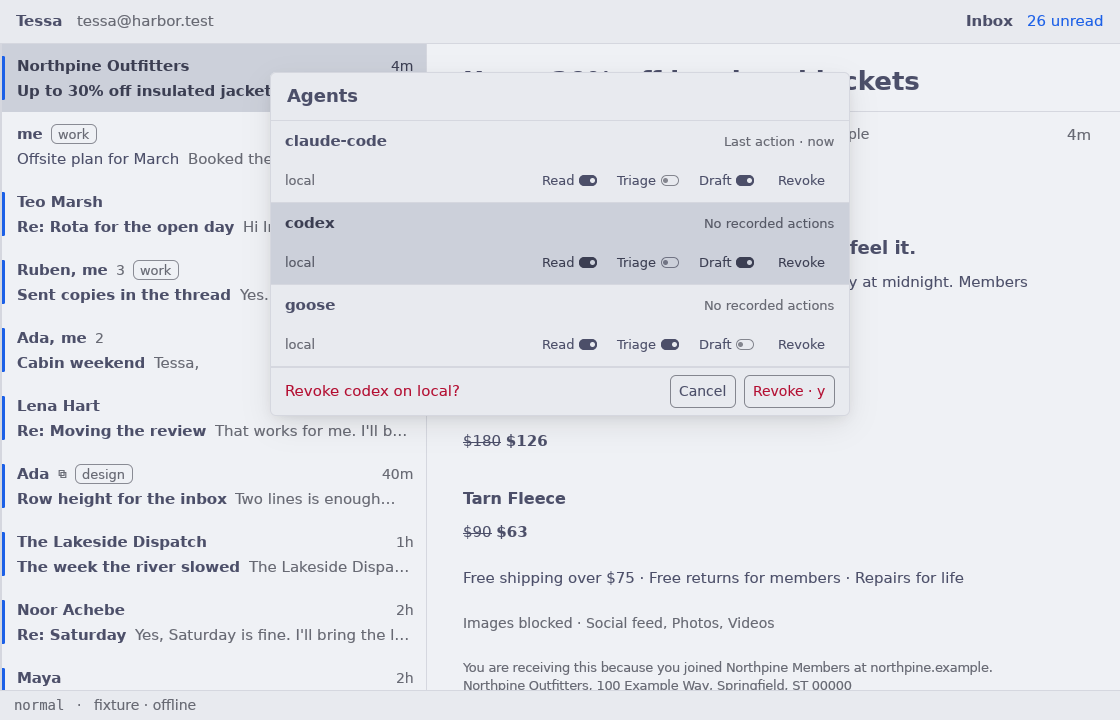 Tessa tessa@harbor.test
Inbox 26 unread
Northpine Outfitters 4m
Up to 30% off insulated jacket
me work
Offsite plan for March Booked the
Teo Marsh
Re: Rota for the open day Hi
Ruben, me 3 work
Sent copies in the thread Yes.
Ada, me 2
Cabin weekend Tessa,
Lena Hart
Re: Moving the review That works for me. I'll b…
Ada design 40m
Row height for the inbox Two lines is enough…
The Lakeside Dispatch 1h
The week the river slowed The Lakeside Dispa…
Noor Achebe 2h
Re: Saturday Yes, Saturday is fine. I'll bring the l…
Maya 2h
Agents
claude-code Last action · now
local Read Triage Draft Revoke
codex No recorded actions
local Read Triage Draft Revoke
goose No recorded actions
local Read Triage Draft Revoke
Revoke codex on local? Cancel Revoke · y
ckets
ple 4m
feel it.
y at midnight. Members
$180 $126
Tarn Fleece
$90 $63
Free shipping over $75 · Free returns for members · Repairs for life
Images blocked · Social feed, Photos, Videos
You are receiving this because you joined Northpine Members at northpine.example.
Northpine Outfitters, 100 Example Way, Springfield, ST 00000
normal · fixture · offline